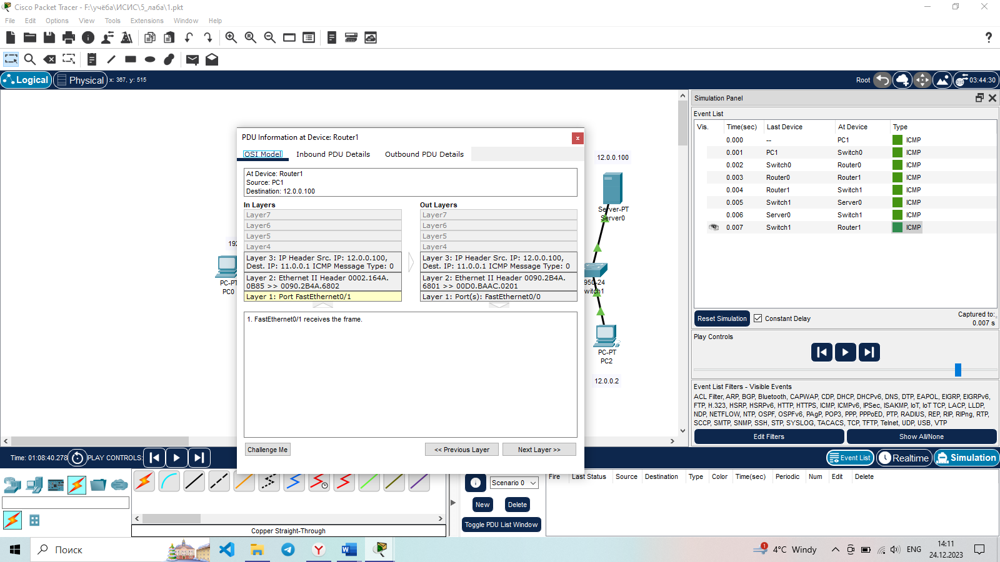 Cisco Packet Tracer - F:\учёба\ИСИС\5_лаба\1.pkt
File Edit Options View Tools Extensions Window Help
Logical Physical x: 367, y: 515
Root 03:44:30
PDU Information at Device: Router1
OSI Model Inbound PDU Details Outbound PDU Details
At Device: Router1
Source: PC1
Destination: 12.0.0.100
In Layers
Layer7
Layer6
Layer5
Layer4
Layer 3: IP Header Src. IP: 12.0.0.100,
Dest. IP: 11.0.0.1 ICMP Message Type: 0
Layer 2: Ethernet II Header 0002.164A.
0B85 >> 0090.2B4A.6802
Layer 1: Port FastEthernet0/1
Out Layers
Layer7
Layer6
Layer5
Layer4
Layer 3: IP Header Src. IP: 12.0.0.100,
Dest. IP: 11.0.0.1 ICMP Message Type: 0
Layer 2: Ethernet II Header 0090.2B4A.
6801 >> 00D0.BAAC.0201
Layer 1: Port(s): FastEthernet0/0
1. FastEthernet0/1 receives the frame.
Challenge Me
<< Previous Layer
Next Layer >>
192
PC-PT
PC0
12.0.0.100
Server-PT
Server0
950-24
witch1
PC-PT
PC2
12.0.0.2
Simulation Panel
Event List
Vis. Time(sec) Last Device At Device Type
0.000 -- PC1 ICMP
0.001 PC1 Switch0 ICMP
0.002 Switch0 Router0 ICMP
0.003 Router0 Router1 ICMP
0.004 Router1 Switch1 ICMP
0.005 Switch1 Server0 ICMP
0.006 Server0 Switch1 ICMP
0.007 Switch1 Router1 ICMP
Reset Simulation Constant Delay
Captured to:
0.007 s
Play Controls
Event List Filters - Visible Events
ACL Filter, ARP, BGP, Bluetooth, CAPWAP, CDP, DHCP, DHCPv6, DNS, DTP, EAPOL, EIGRP, EIGRPv6,
FTP, H.323, HSRP, HSRPv6, HTTP, HTTPS, ICMP, ICMPv6, IPSec, ISAKMP, IoT, IoT TCP, LACP, LLDP,
NDP, NETFLOW, NTP, OSPF, OSPFv6, PAgP, POP3, PPP, PPPoED, PTP, RADIUS, REP, RIP, RIPng, RTP,
SCCP, SMTP, SNMP, SSH, STP, SYSLOG, TACACS, TCP, TFTP, Telnet, UDP, USB, VTP
Edit Filters
Show All/None
Time: 01:08:40.278 PLAY CONTROLS:
Event List Realtime Simulation
Copper Straight-Through
Scenario 0
New Delete
Toggle PDU List Window
Fire Last Status Source Destination Type Color Time(sec) Periodic Num Edit Delete
Поиск
1
4°C Windy
ENG
14:11
24.12.2023